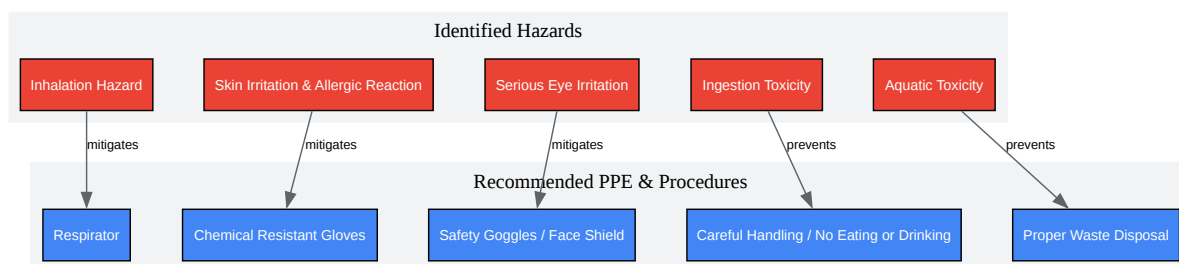 Identified Hazards
Inhalation Hazard
Skin Irritation & Allergic Reaction
Serious Eye Irritation
Ingestion Toxicity
Aquatic Toxicity
mitigates
mitigates
mitigates
prevents
prevents
Recommended PPE & Procedures
Respirator
Chemical Resistant Gloves
Safety Goggles / Face Shield
Careful Handling / No Eating or Drinking
Proper Waste Disposal